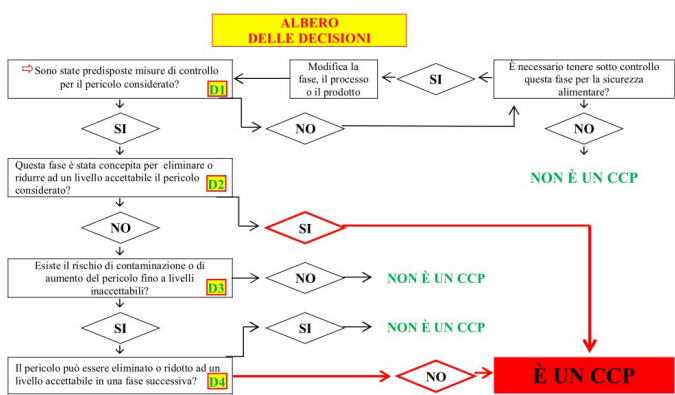 ALBERO
DELLE DECISIONI
⇨Sono state predisposte misure di controllo
per il pericolo considerato?
D1
Modifica la
fase, il processo
o il prodotto
SI
È necessario tenere sotto controllo
questa fase per la sicurezza
alimentare?
SI
NO
NO
NON È UN CCP
Questa fase è stata concepita per eliminare o
ridurre ad un livello accettabile il pericolo
considerato?
D2
NO
SI
Esiste il rischio di contaminazione o di
aumento del pericolo fino a livelli
inaccettabili?
D3
NO
NON È UN CCP
SI
SI
NON È UN CCP
Il pericolo può essere eliminato o ridotto ad un
livello accettabile in una fase successiva?
D4
NO
È UN CCP